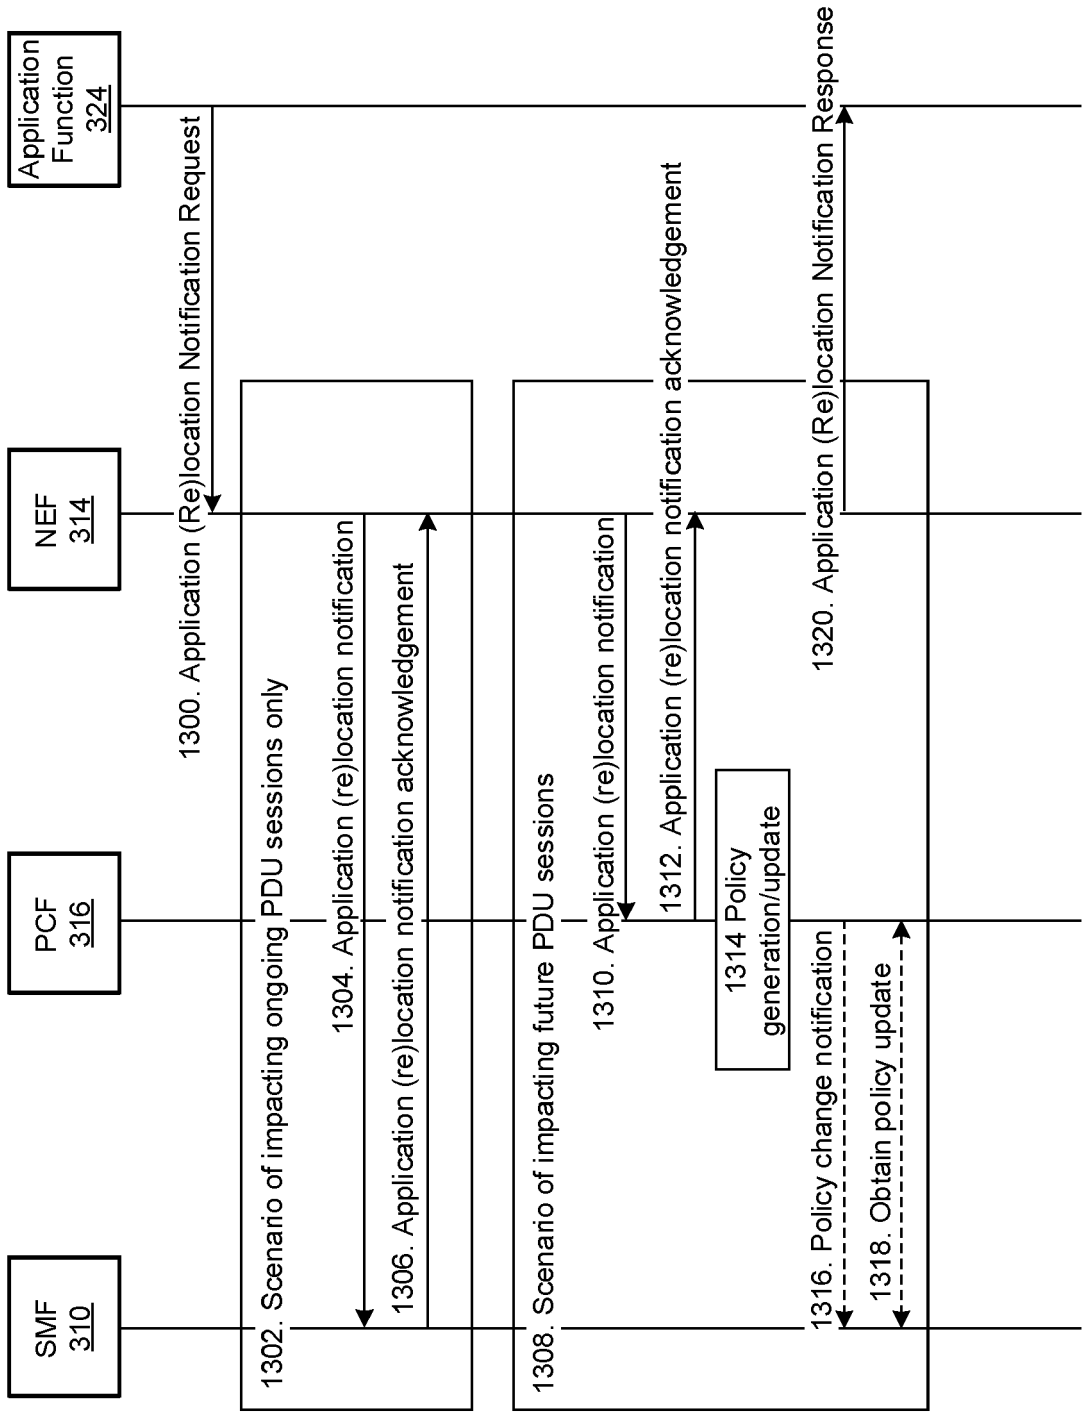 SMF
310
PCF
316
NEF
314
Application
Function
324
1300. Application (Re)location Notification Request
1302. Scenario of impacting ongoing PDU sessions only
1304. Application (re)location notification
1306. Application (re)location notification acknowledgement
1308. Scenario of impacting future PDU sessions
1310. Application (re)location notification
1312. Application (re)location notification acknowledgement
1314 Policy
generation/update
1316. Policy change notification
1320. Application (Re)location Notification Response
1318. Obtain policy update